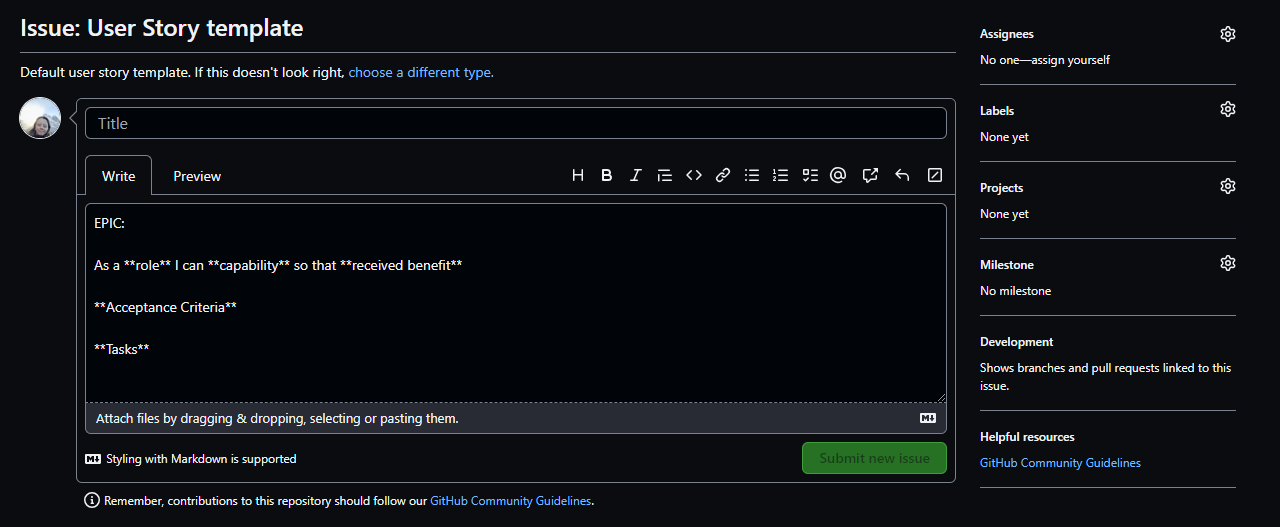 Issue: User Story template
Default user story template. If this doesn't look right, choose a different type.
Title
Write Preview
EPIC:
As a **role** I can **capability** so that **received benefit**
**Acceptance Criteria**
**Tasks**
Attach files by dragging & dropping, selecting or pasting them.
Styling with Markdown is supported
Submit new issue
Remember, contributions to this repository should follow our GitHub Community Guidelines.
Assignees
No one—assign yourself
Labels
None yet
Projects
None yet
Milestone
No milestone
Development
Shows branches and pull requests linked to this
issue.
Helpful resources
GitHub Community Guidelines